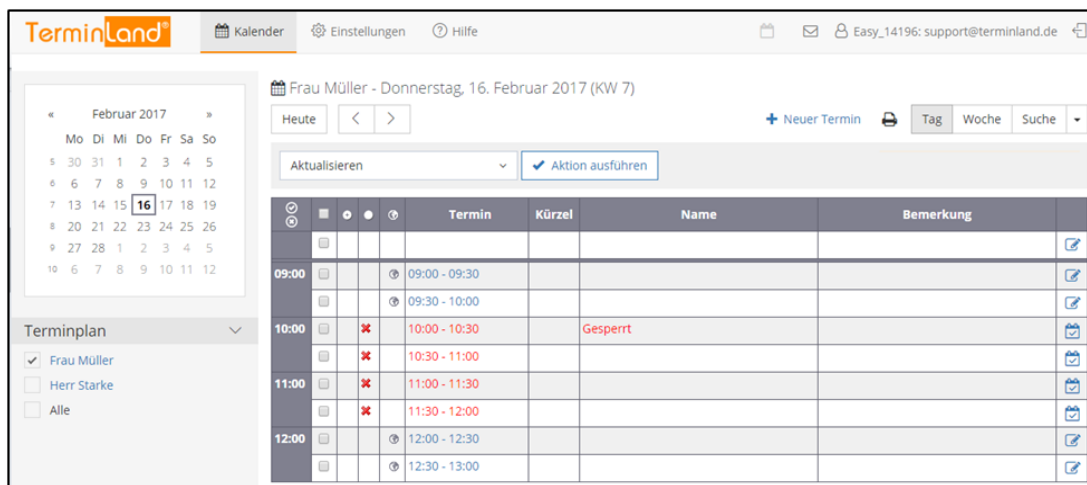 Terminland®
Kalender
Einstellungen
Hilfe
Easy_14196: support@terminland.de
« Februar 2017 »
Mo Di Mi Do Fr Sa So
5 30 31 1 2 3 4 5
6 6 7 8 9 10 11 12
7 13 14 15 16 17 18 19
8 20 21 22 23 24 25 26
9 27 28 1 2 3 4 5
10 6 7 8 9 10 11 12
Terminplan
Frau Müller
Herr Starke
Alle
Frau Müller - Donnerstag, 16. Februar 2017 (KW 7)
Heute < >
+ Neuer Termin
Tag Woche Suche
Aktualisieren
Aktion ausführen
Termin Kürzel Name Bemerkung
09:00 09:00 - 09:30
09:30 - 10:00
10:00 10:00 - 10:30 Gesperrt
10:30 - 11:00
11:00 11:00 - 11:30
11:30 - 12:00
12:00 12:00 - 12:30
12:30 - 13:00